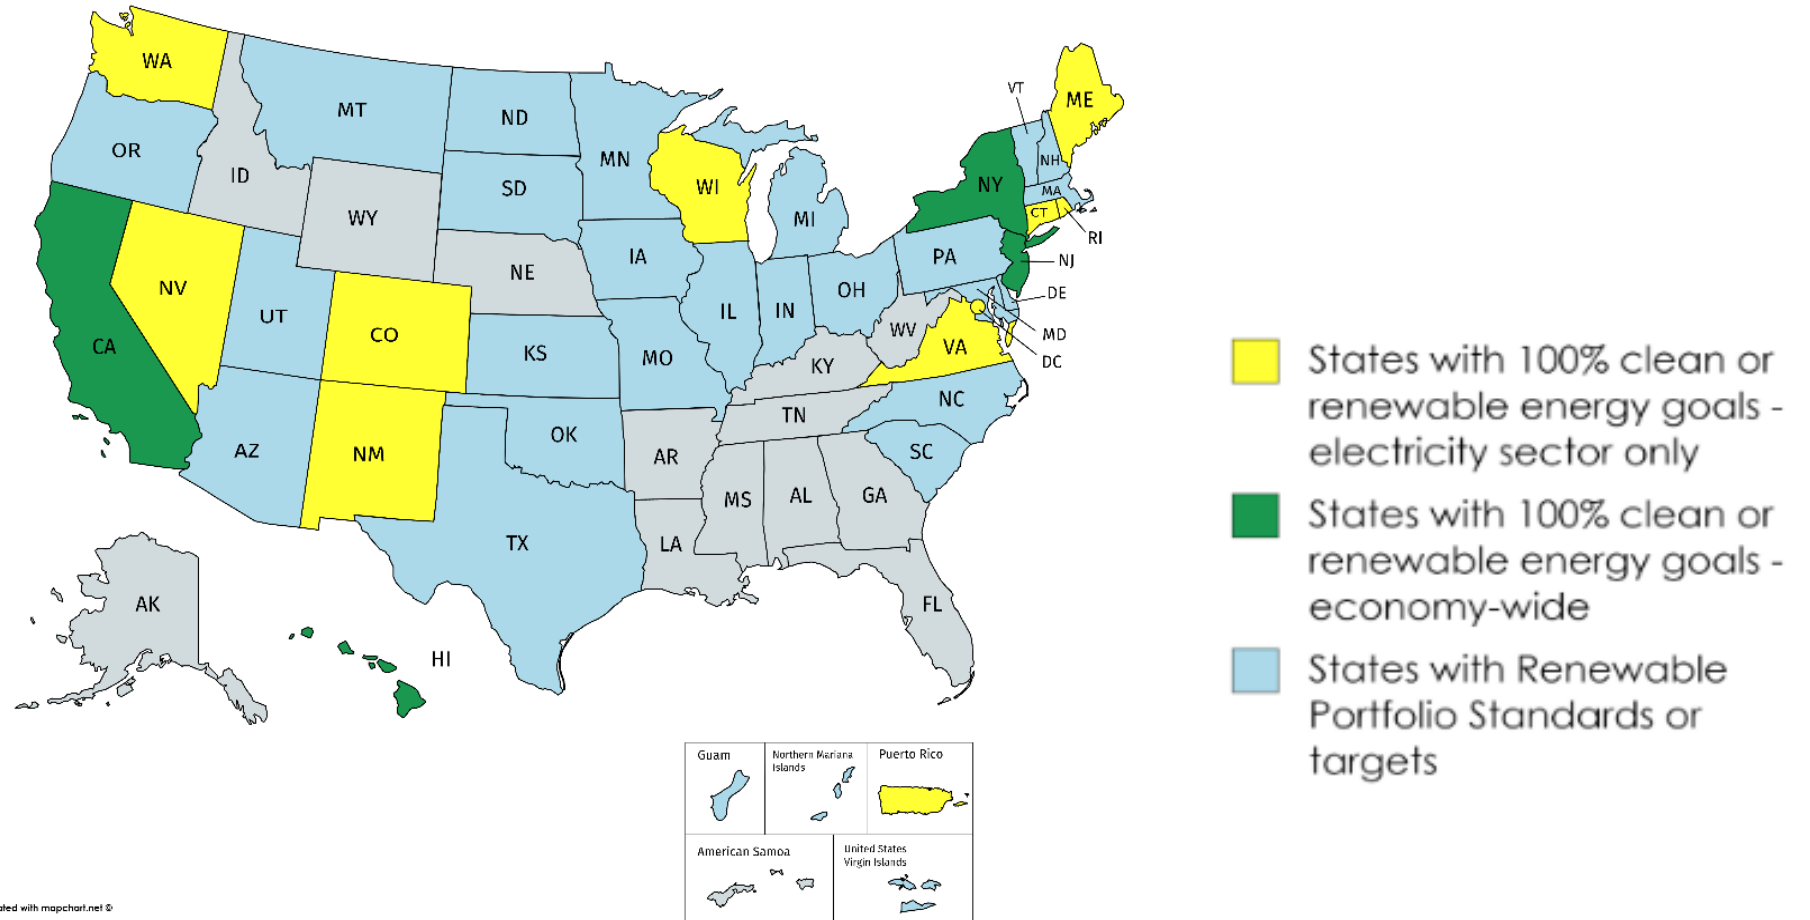 WA
MT
ND
MN
VT
ME
OR
ID
SD
WI
NH
NY
MA
WY
MI
CT
RI
IA
PA
NJ
NV
NE
OH
DE
UT
IL
IN
CO
WV
MD
CA
KS
MO
KY
VA
DC
NC
TN
AZ
NM
OK
AR
SC
MS
AL
GA
TX
LA
AK
FL
HI
Guam
Northern Mariana
Islands
Puerto Rico
American Samoa
United States
Virgin Islands
States with 100% clean or
renewable energy goals -
electricity sector only
States with 100% clean or
renewable energy goals -
economy-wide
States with Renewable
Portfolio Standards or
targets
ated with mapchart.net ©